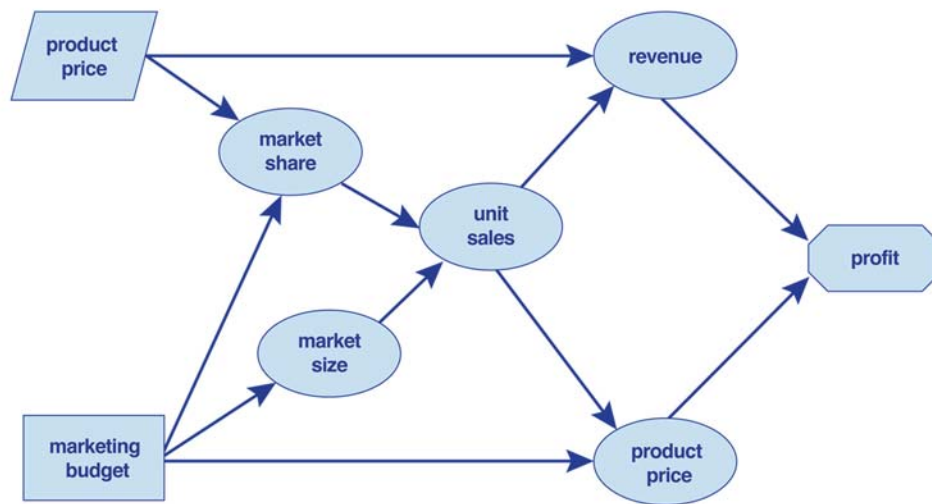 product
price
revenue
market
share
unit
sales
profit
market
size
marketing
budget
product
price